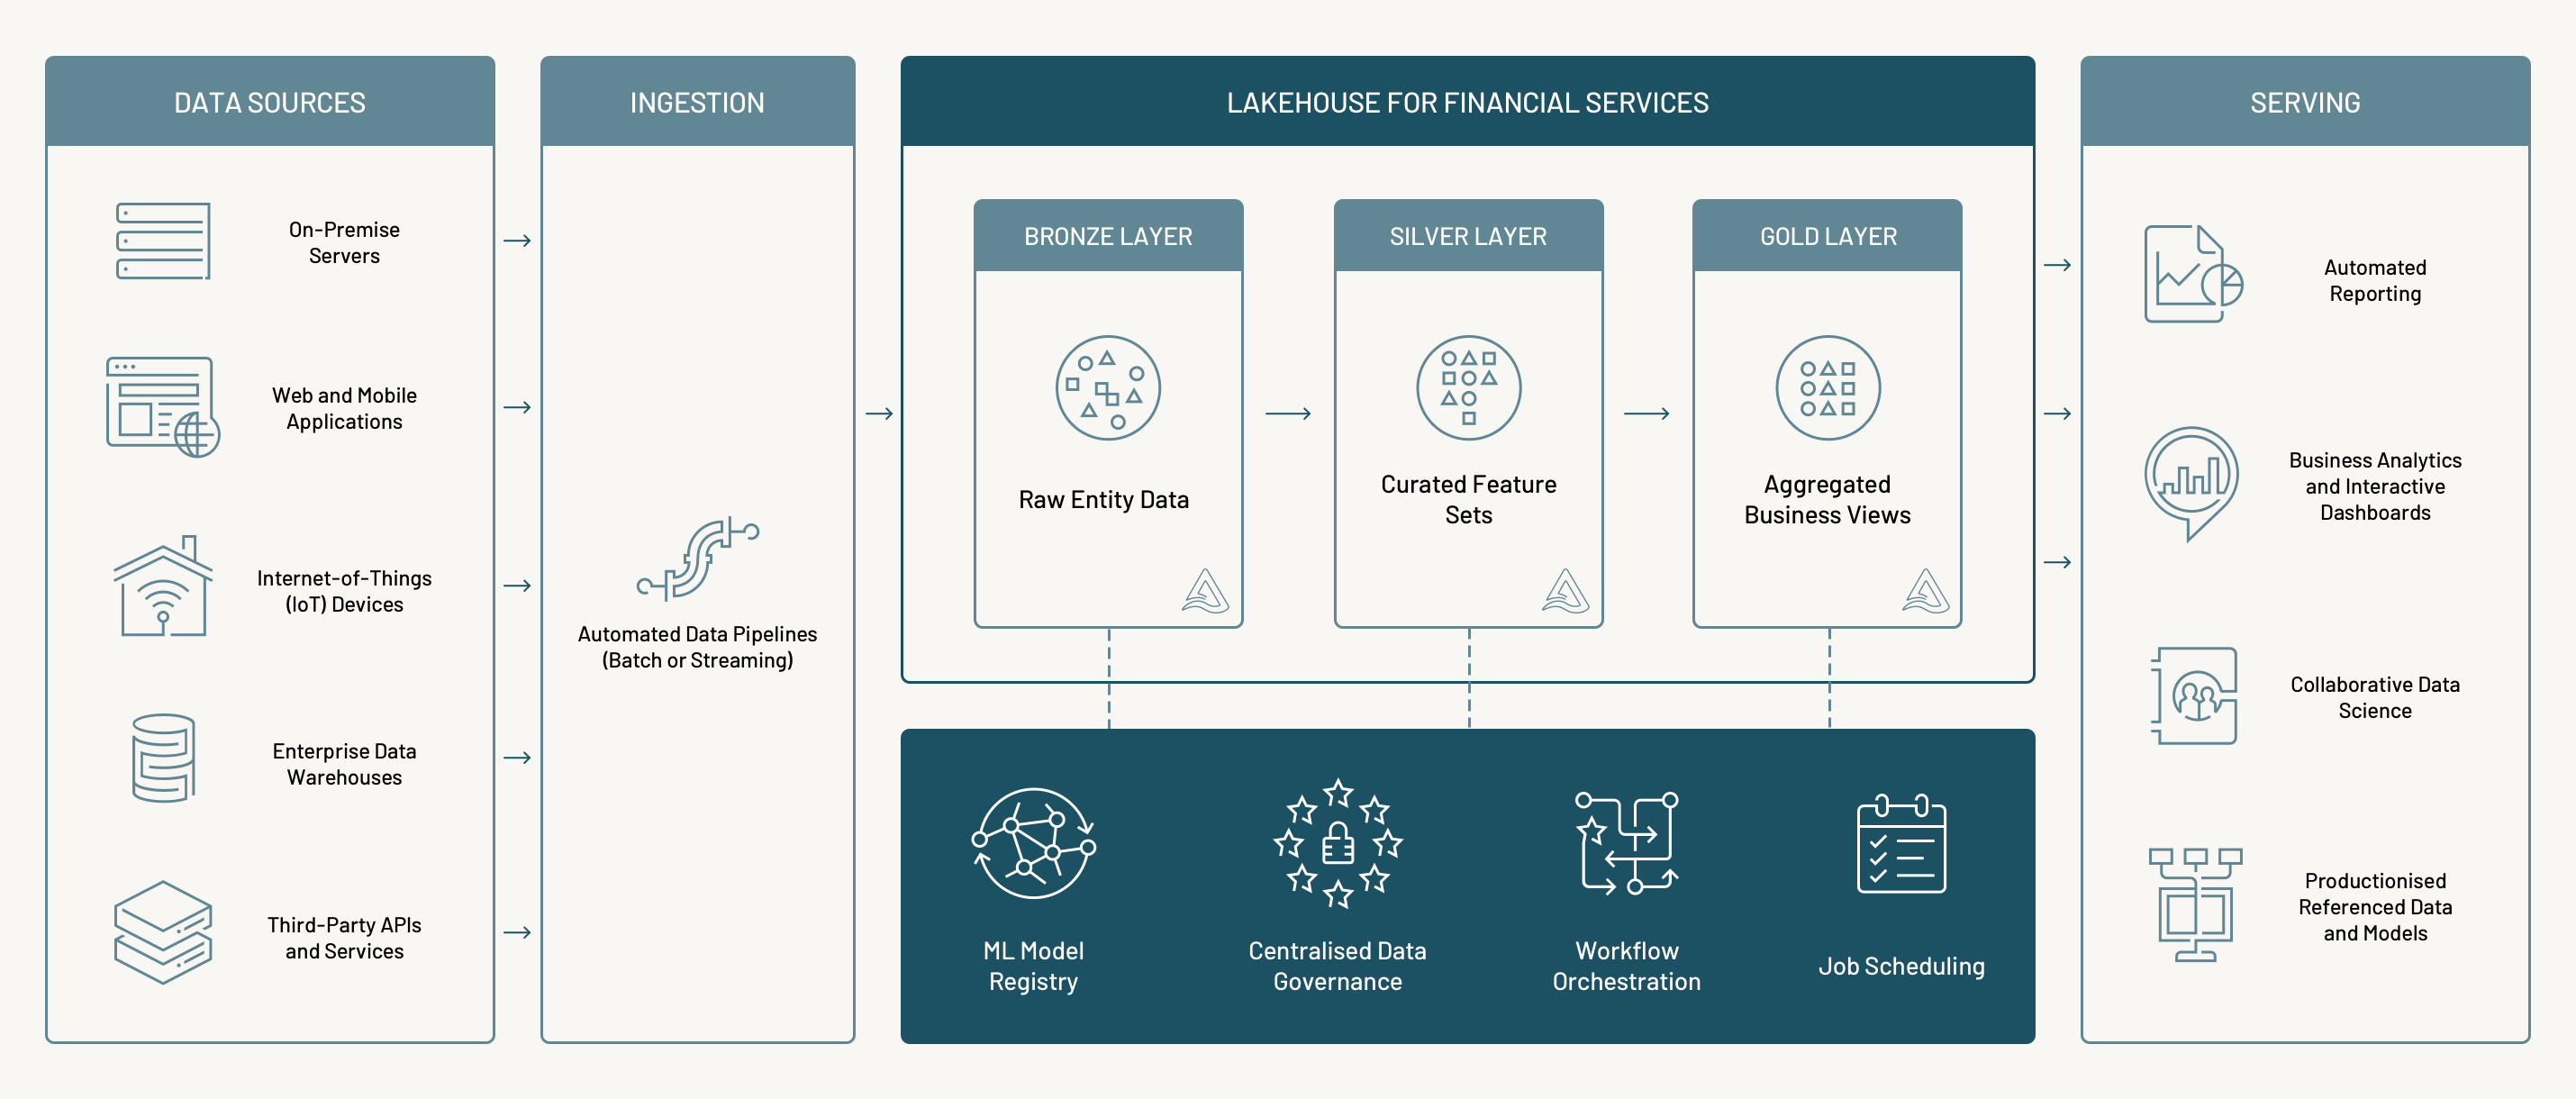 DATA SOURCES
On-Premise
Servers
Web and Mobile
Applications
Internet-of-Things
(IoT) Devices
Enterprise Data
Warehouses
Third-Party APIs
and Services
INGESTION
Automated Data Pipelines
(Batch or Streaming)
LAKEHOUSE FOR FINANCIAL SERVICES
BRONZE LAYER
Raw Entity Data
SILVER LAYER
Curated Feature
Sets
GOLD LAYER
Aggregated
Business Views
ML Model
Registry
Centralised Data
Governance
Workflow
Orchestration
Job Scheduling
SERVING
Automated
Reporting
Business Analytics
and Interactive
Dashboards
Collaborative Data
Science
Productionised
Referenced Data
and Models